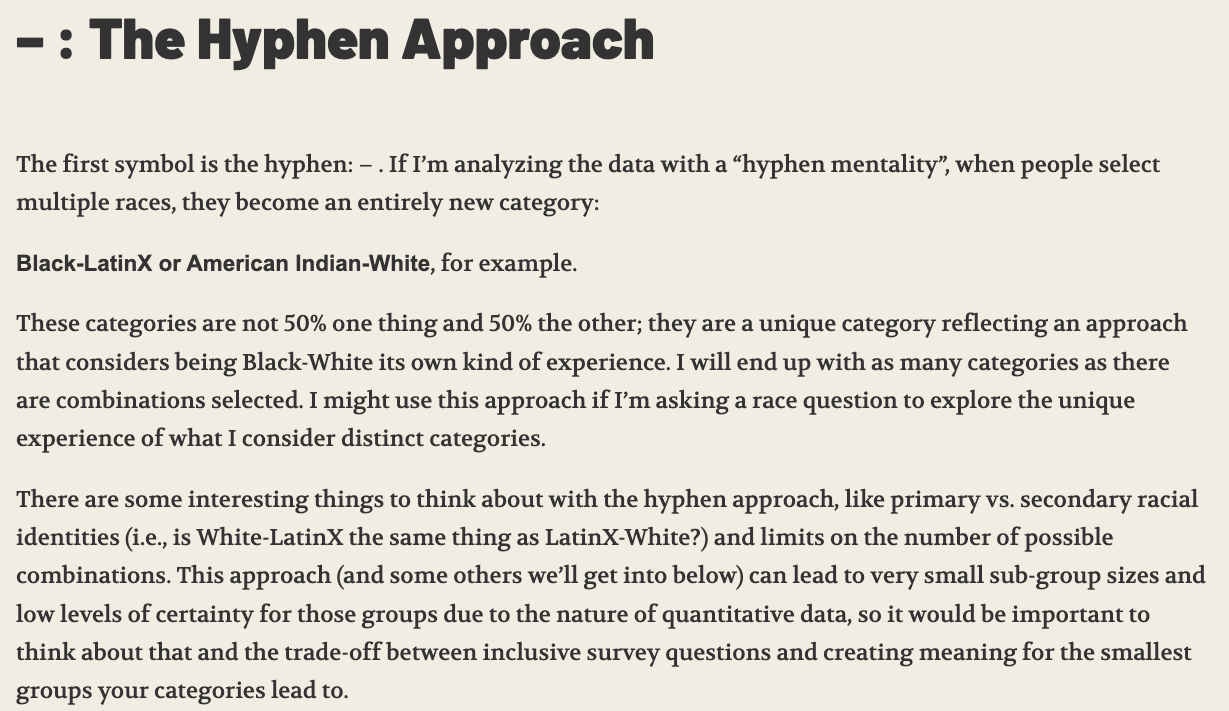 – : The Hyphen Approach
The first symbol is the hyphen: – . If I’m analyzing the data with a “hyphen mentality”, when people select
multiple races, they become an entirely new category:
Black-LatinX or American Indian-White, for example.
These categories are not 50% one thing and 50% the other; they are a unique category reflecting an approach
that considers being Black-White its own kind of experience. I will end up with as many categories as there
are combinations selected. I might use this approach if I’m asking a race question to explore the unique
experience of what I consider distinct categories.
There are some interesting things to think about with the hyphen approach, like primary vs. secondary racial
identities (i.e., is White-LatinX the same thing as LatinX-White?) and limits on the number of possible
combinations. This approach (and some others we’ll get into below) can lead to very small sub-group sizes and
low levels of certainty for those groups due to the nature of quantitative data, so it would be important to
think about that and the trade-off between inclusive survey questions and creating meaning for the smallest
groups your categories lead to.